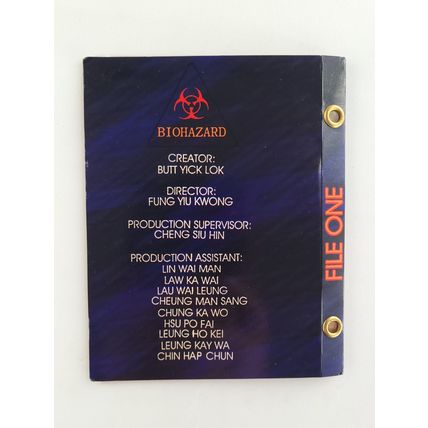 BIOHAZARD
CREATOR:
BUTT YICK LOK
DIRECTOR:
FUNG YIU KWONG
PRODUCTION SUPERVISOR:
CHENG SIU HIN
PRODUCTION ASSISTANT:
LIN WAI MAN
LAW KA WAI
LAU WAI LEUNG
CHEUNG MAN SANG
CHUNG KA WO
HSU PO FAI
LEUNG HO KEI
LEUNG KAY WA
CHIN HAP CHUN
FILE ONE